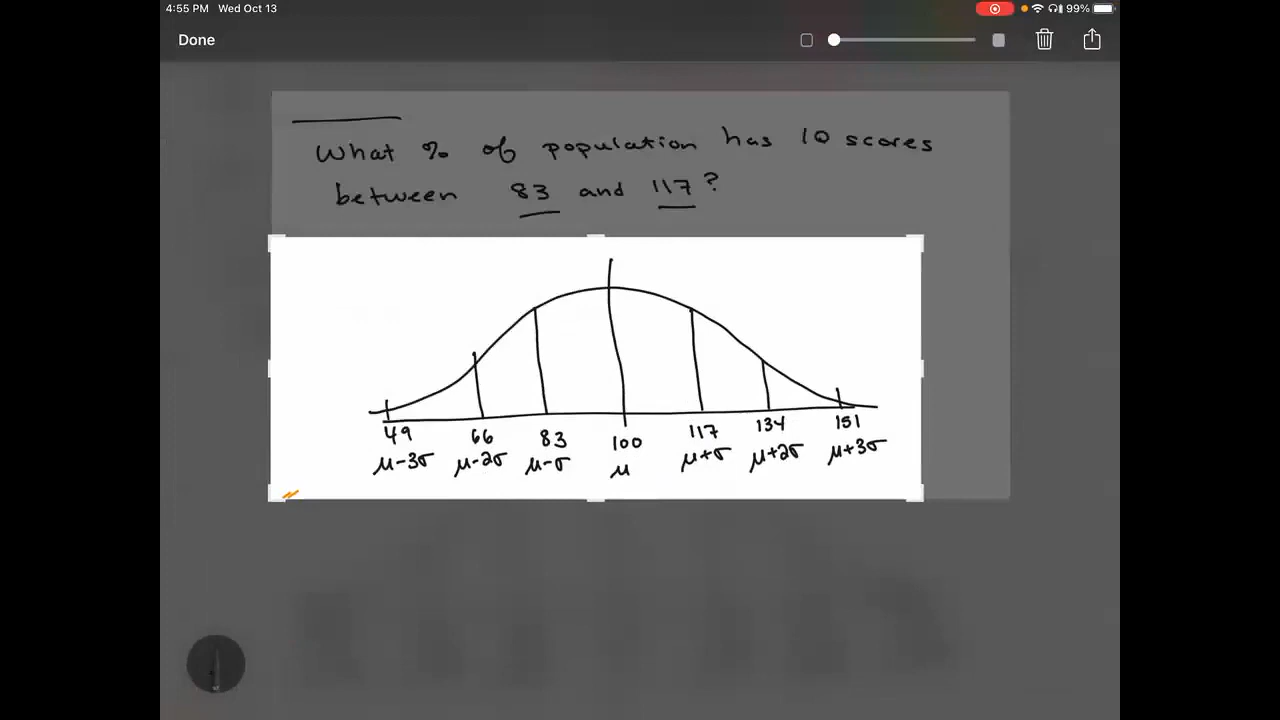 4:55 PM Wed Oct 13 99%
Done
What % of population has IQ scores
between 83 and 117?
49 66 83 100 117 134 151
μ-3σ μ-2σ μ-σ μ μ+σ μ+2σ μ+3σ